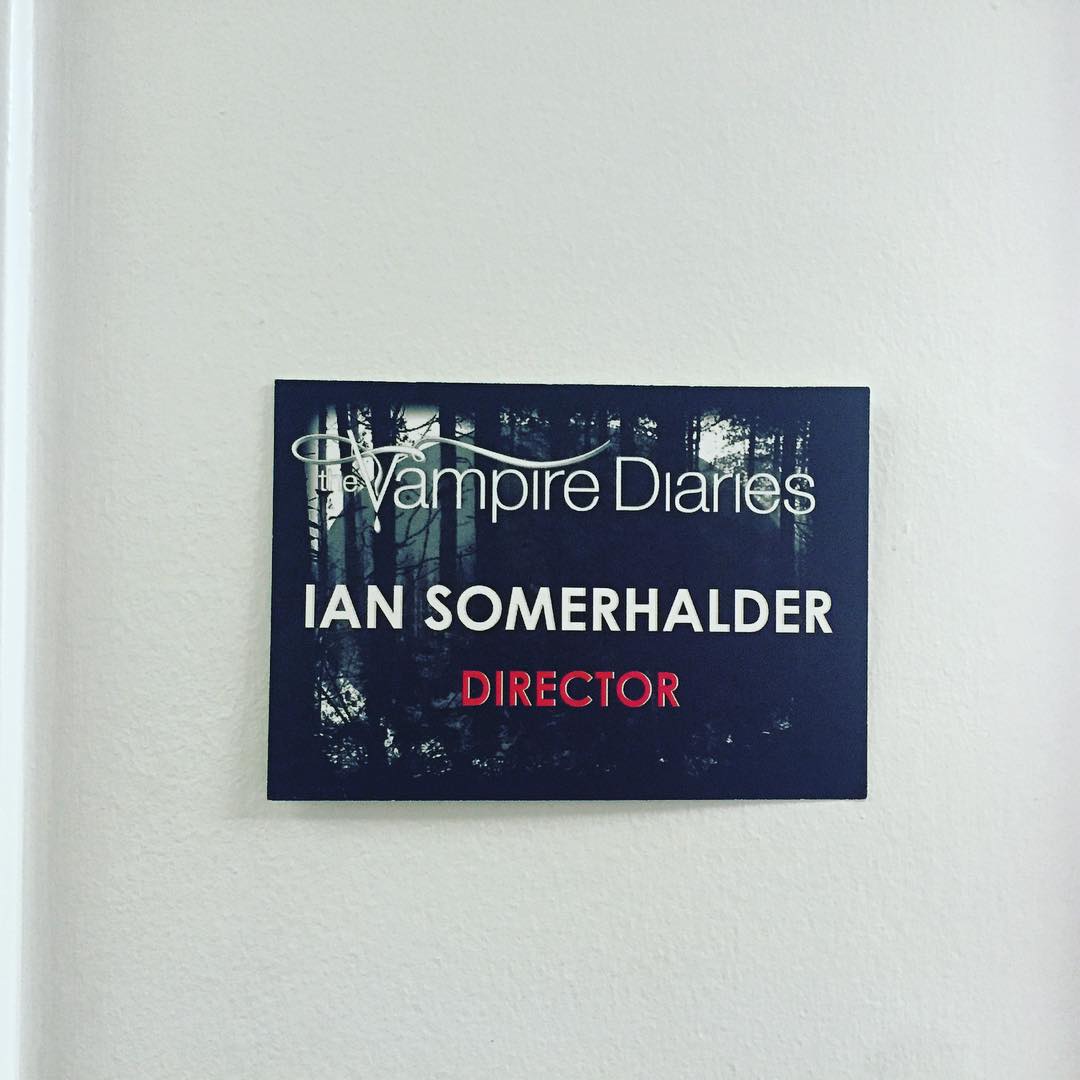 the Vampire Diaries
IAN SOMERHALDER
DIRECTOR